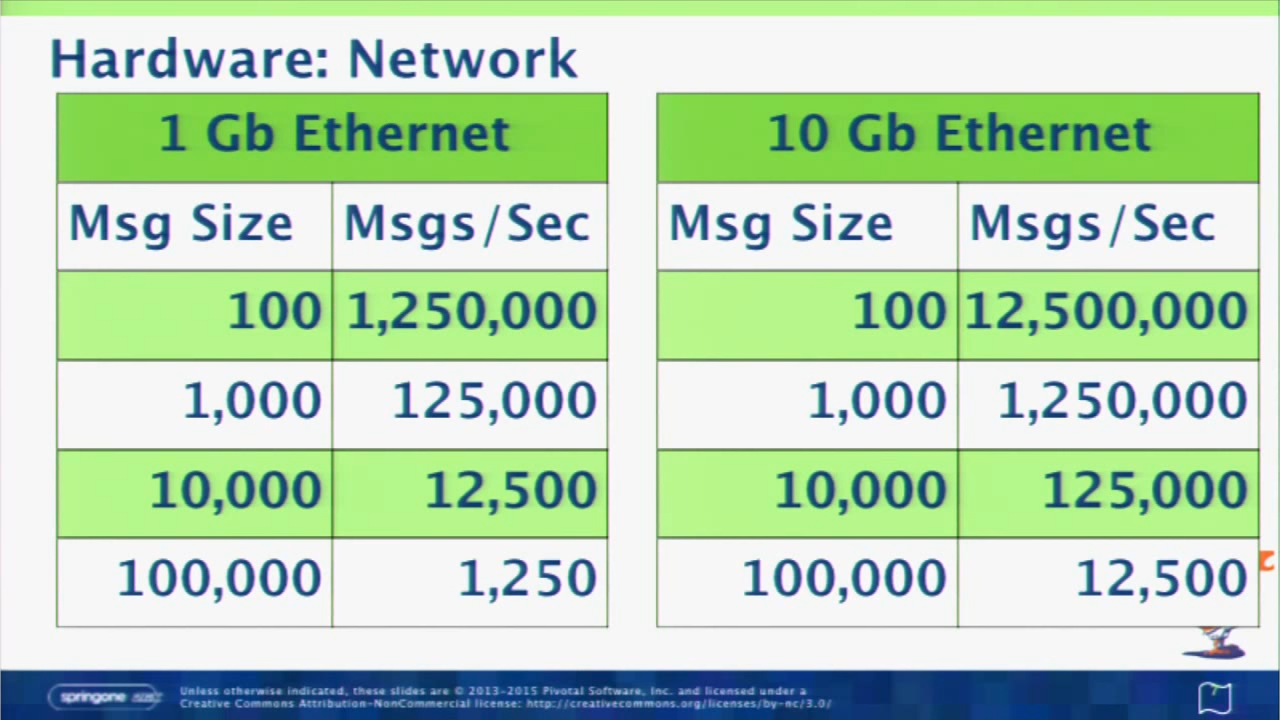 Hardware: Network
1 Gb Ethernet
Msg Size Msgs/Sec
100 1,250,000
1,000 125,000
10,000 12,500
100,000 1,250
10 Gb Ethernet
Msg Size Msgs/Sec
100 12,500,000
1,000 1,250,000
10,000 125,000
100,000 12,500
springone
Unless otherwise indicated, these slides are © 2013-2015 Pivotal Software, Inc. and licensed under a
Creative Commons Attribution-NonCommercial license: http://creativecommons.org/licenses/by-nc/3.0/